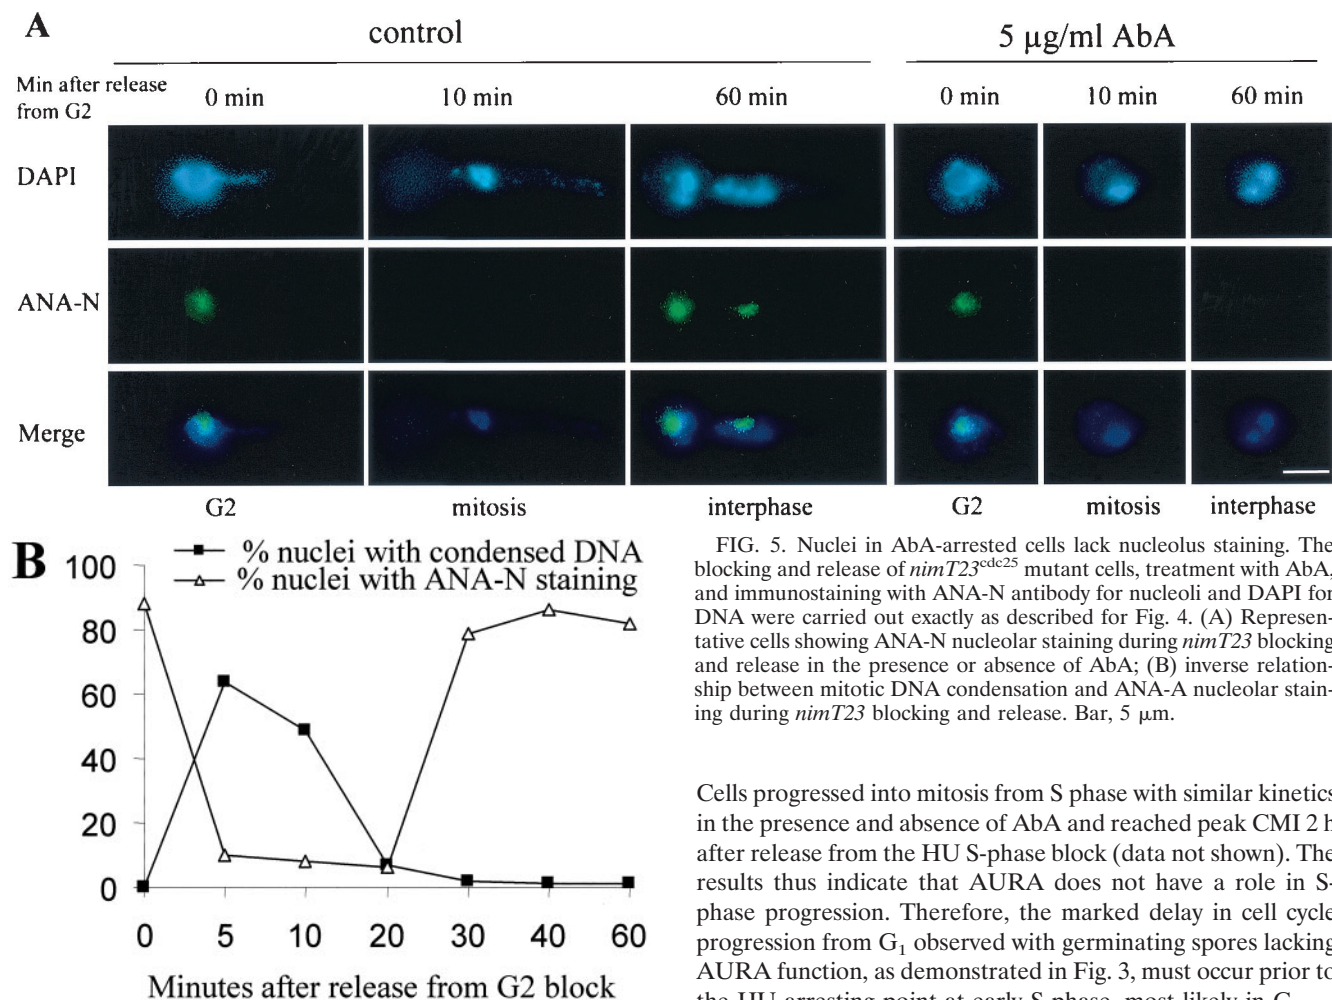 A
control
5 µg/ml AbA
Min after release
from G2
0 min
10 min
60 min
0 min
10 min
60 min
DAPI
ANA-N
Merge
G2
mitosis
interphase
G2
mitosis
interphase
B
% nuclei with condensed DNA
% nuclei with ANA-N staining
100
80
60
40
20
0
0 5 10 20 30 40 60
Minutes after release from G2 block
FIG. 5. Nuclei in AbA-arrested cells lack nucleolus staining. The
blocking and release of nimT23cdc25 mutant cells, treatment with AbA,
and immunostaining with ANA-N antibody for nucleoli and DAPI for
DNA were carried out exactly as described for Fig. 4. (A) Represen-
tative cells showing ANA-N nucleolar staining during nimT23 blocking
and release in the presence or absence of AbA; (B) inverse relation-
ship between mitotic DNA condensation and ANA-A nucleolar stain-
ing during nimT23 blocking and release. Bar, 5 µm.
Cells progressed into mitosis from S phase with similar kinetics
in the presence and absence of AbA and reached peak CMI 2 h
after release from the HU S-phase block (data not shown). The
results thus indicate that AURA does not have a role in S-
phase progression. Therefore, the marked delay in cell cycle
progression from G1 observed with germinating spores lacking
AURA function, as demonstrated in Fig. 3, must occur prior to
the HU arresting point at early S phase, most likely in G